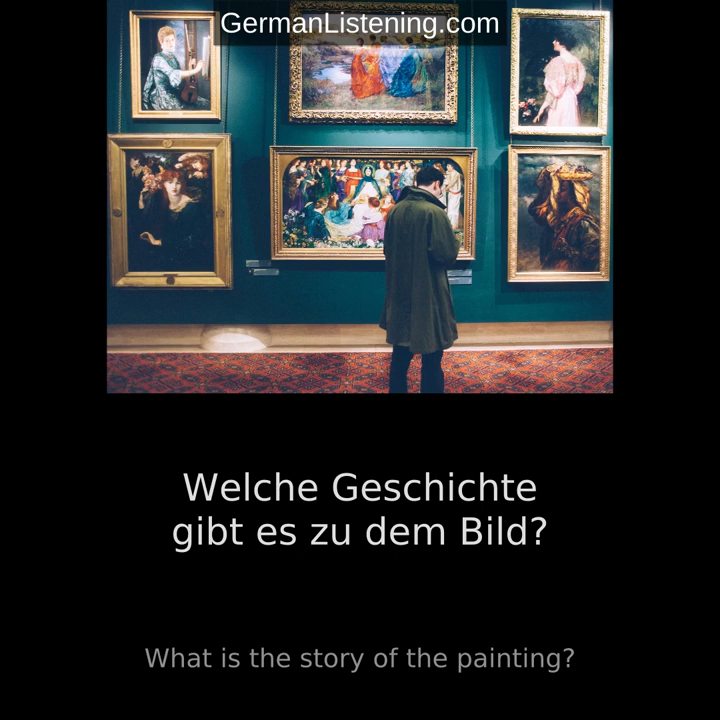 GermanListening.com
Welche Geschichte
gibt es zu dem Bild?
What is the story of the painting?